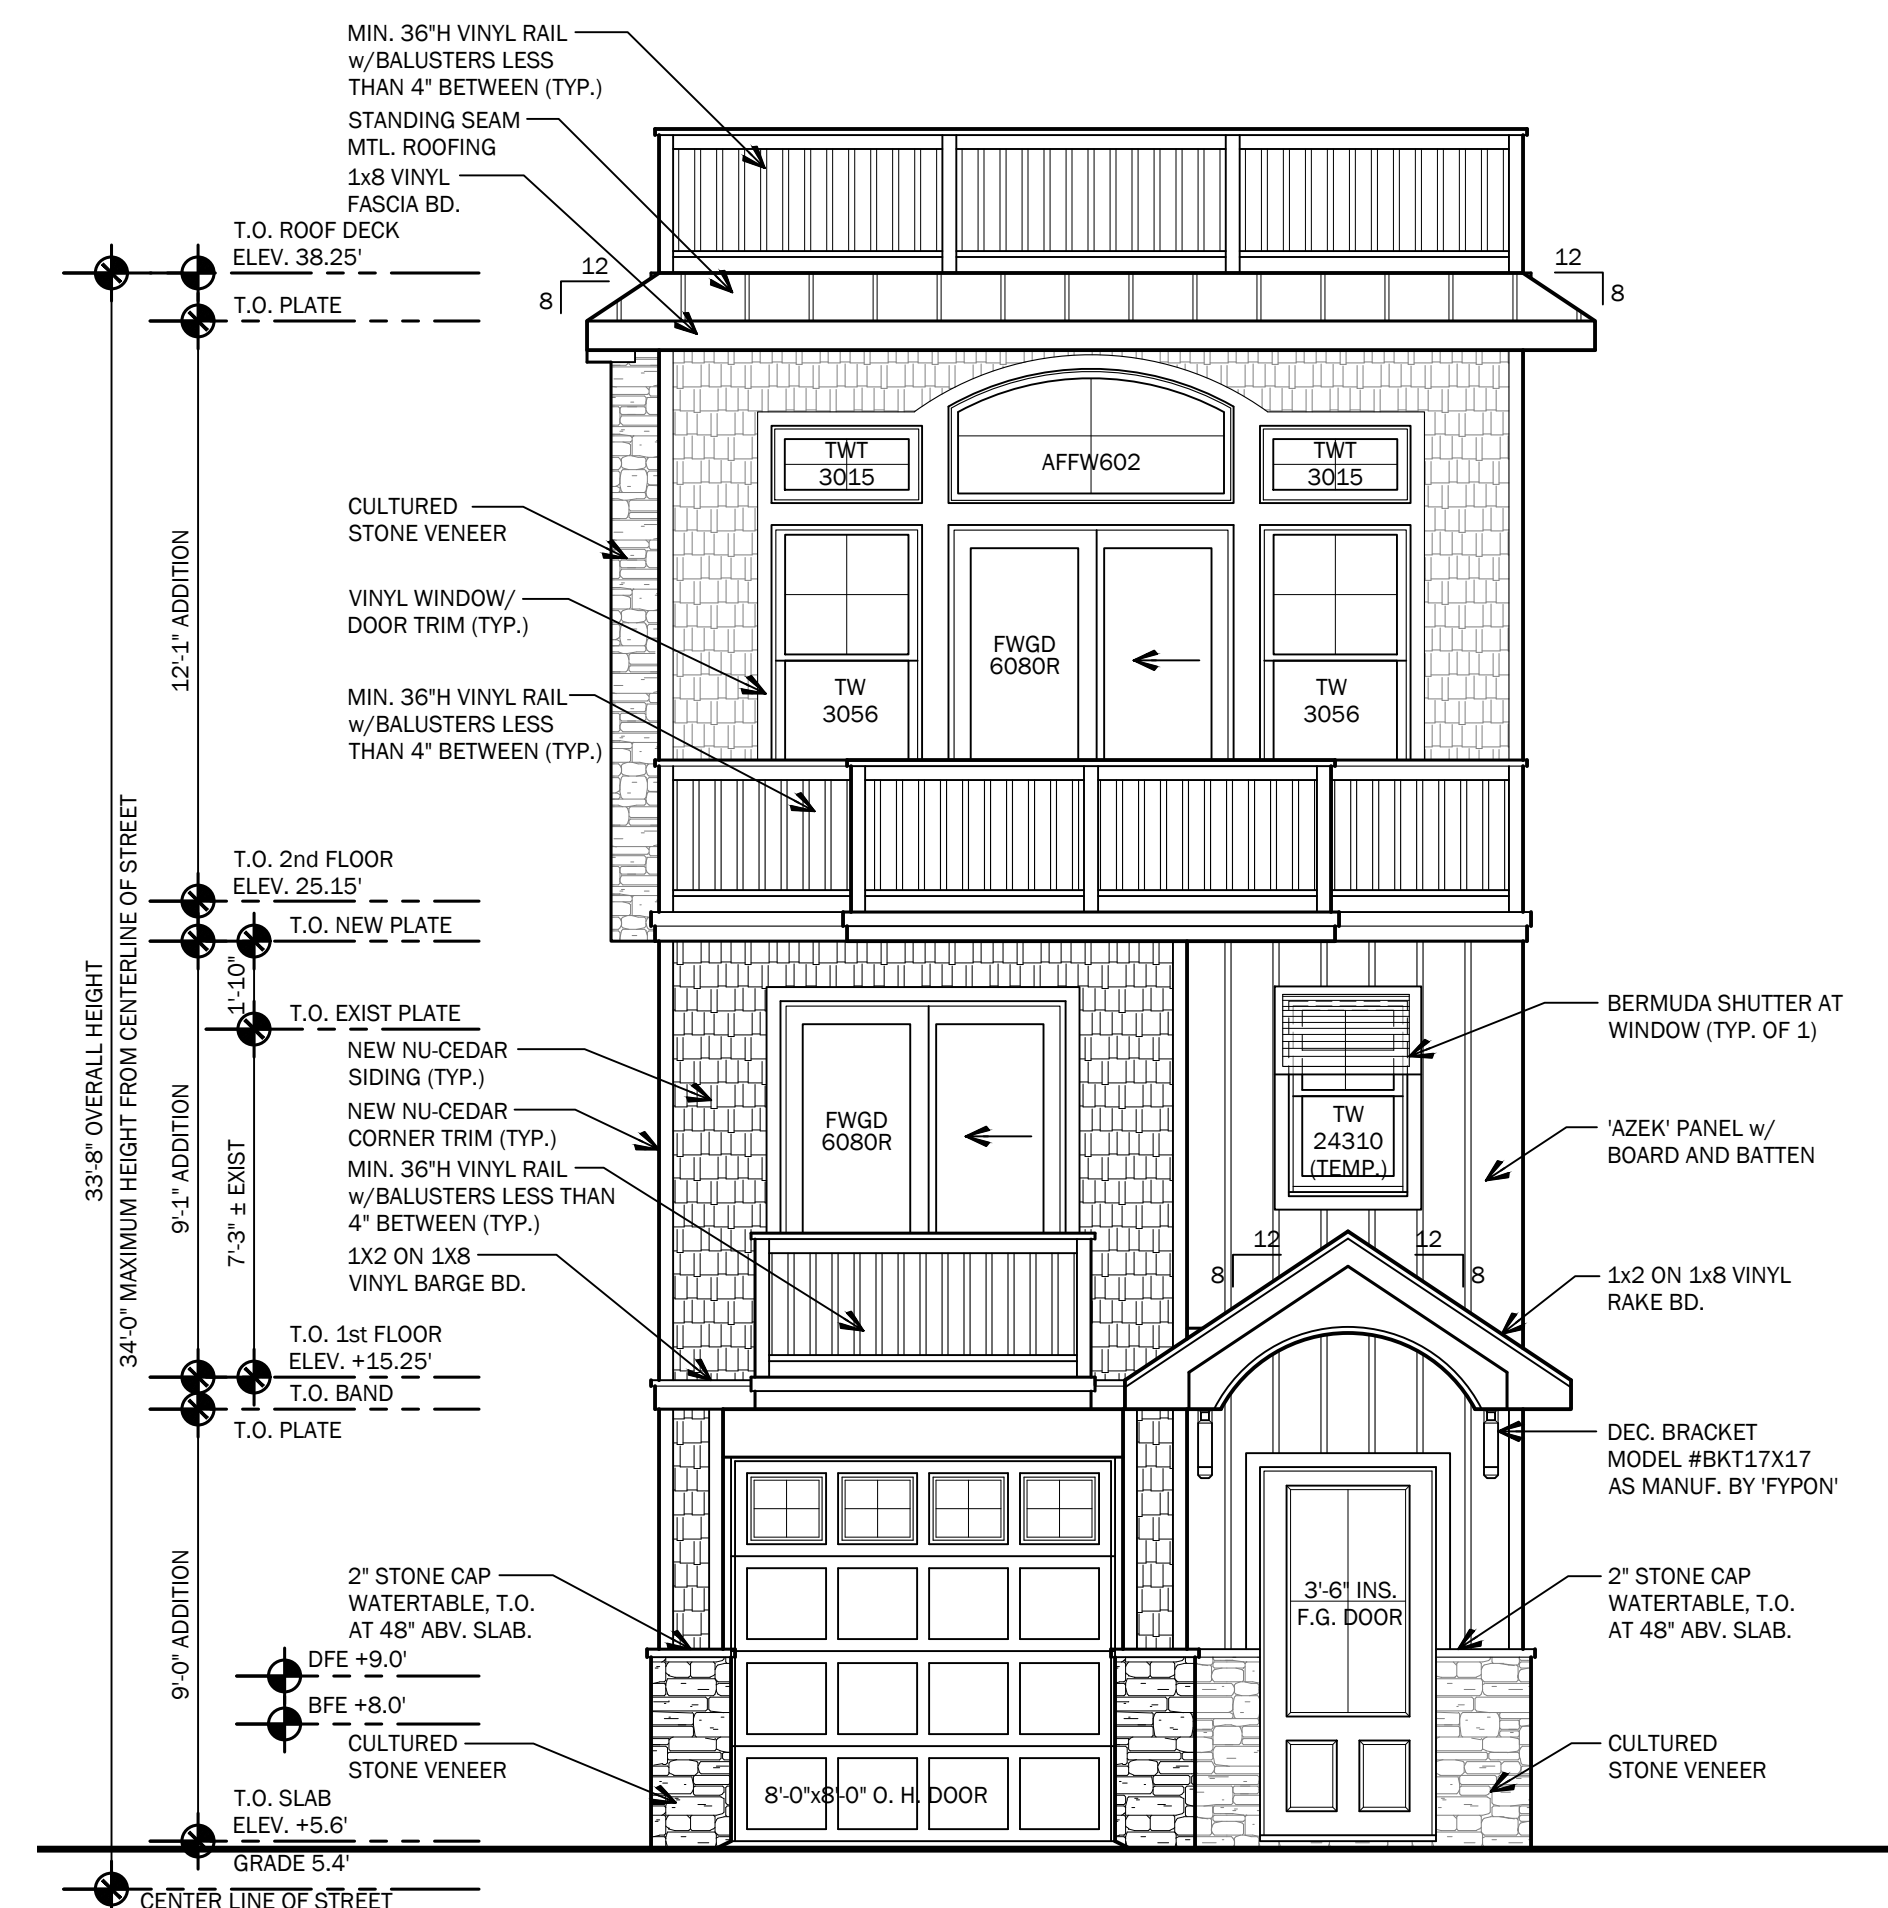 MIN. 36"H VINYL RAIL
w/BALUSTERS LESS
THAN 4" BETWEEN (TYP.)
STANDING SEAM
MTL. ROOFING
1x8 VINYL
FASCIA BD.
T.O. ROOF DECK
ELEV. 38.25'
T.O. PLATE
12
8
12
8
TWT
3015
AFFW602
TWT
3015
CULTURED
STONE VENEER
12'-1" ADDITION
VINYL WINDOW/
DOOR TRIM (TYP.)
FWGD
6080R
TW
3056
TW
3056
MIN. 36"H VINYL RAIL
w/BALUSTERS LESS
THAN 4" BETWEEN (TYP.)
T.O. 2nd FLOOR
ELEV. 25.15'
T.O. NEW PLATE
1'-10"
T.O. EXIST PLATE
33'-8" OVERALL HEIGHT
34'-0" MAXIMUM HEIGHT FROM CENTERLINE OF STREET
9'-1" ADDITION
7'-3" ± EXIST
NEW NU-CEDAR
SIDING (TYP.)
NEW NU-CEDAR
CORNER TRIM (TYP.)
MIN. 36"H VINYL RAIL
w/BALUSTERS LESS THAN
4" BETWEEN (TYP.)
1X2 ON 1X8
VINYL BARGE BD.
FWGD
6080R
TW
24310
(TEMP.)
BERMUDA SHUTTER AT
WINDOW (TYP. OF 1)
'AZEK' PANEL w/
BOARD AND BATTEN
12
8
12
8
1x2 ON 1x8 VINYL
RAKE BD.
T.O. 1st FLOOR
ELEV. +15.25'
T.O. BAND
T.O. PLATE
DEC. BRACKET
MODEL #BKT17X17
AS MANUF. BY 'FYPON'
9'-0" ADDITION
2" STONE CAP
WATERTABLE, T.O.
AT 48" ABV. SLAB.
3'-6" INS.
F.G. DOOR
2" STONE CAP
WATERTABLE, T.O.
AT 48" ABV. SLAB.
DFE +9.0'
BFE +8.0'
CULTURED
STONE VENEER
8'-0"x8'-0" O. H. DOOR
CULTURED
STONE VENEER
T.O. SLAB
ELEV. +5.6'
GRADE 5.4'
CENTER LINE OF STREET